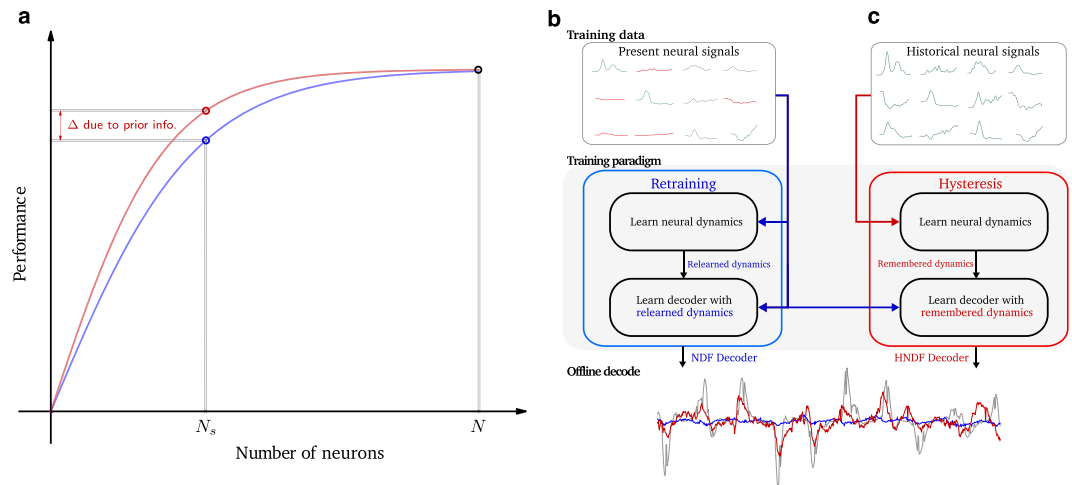 a
Performance
Δ due to prior info.
N_s
N
Number of neurons
b
Training data
Present neural signals
c
Historical neural signals
Training paradigm
Retraining
Learn neural dynamics
Relearned dynamics
Learn decoder with
relearned dynamics
NDF Decoder
Hysteresis
Learn neural dynamics
Remembered dynamics
Learn decoder with
remembered dynamics
HNDF Decoder
Offline decode